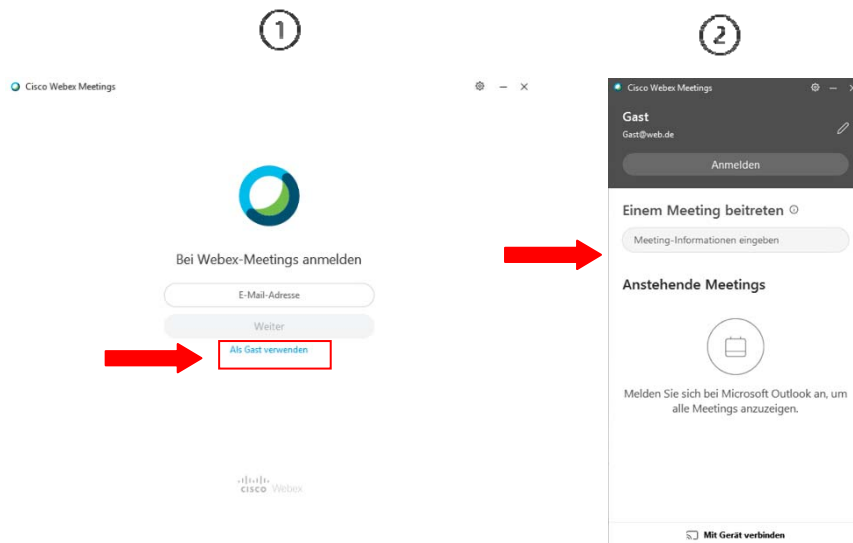 1
Cisco Webex Meetings
Bei Webex-Meetings anmelden
E-Mail-Adresse
Weiter
Als Gast verwenden
cisco Webex
2
Cisco Webex Meetings
Gast
Gast@web.de
Anmelden
Einem Meeting beitreten
Meeting-Informationen eingeben
Anstehende Meetings
Melden Sie sich bei Microsoft Outlook an, um
alle Meetings anzuzeigen.
Mit Gerät verbinden